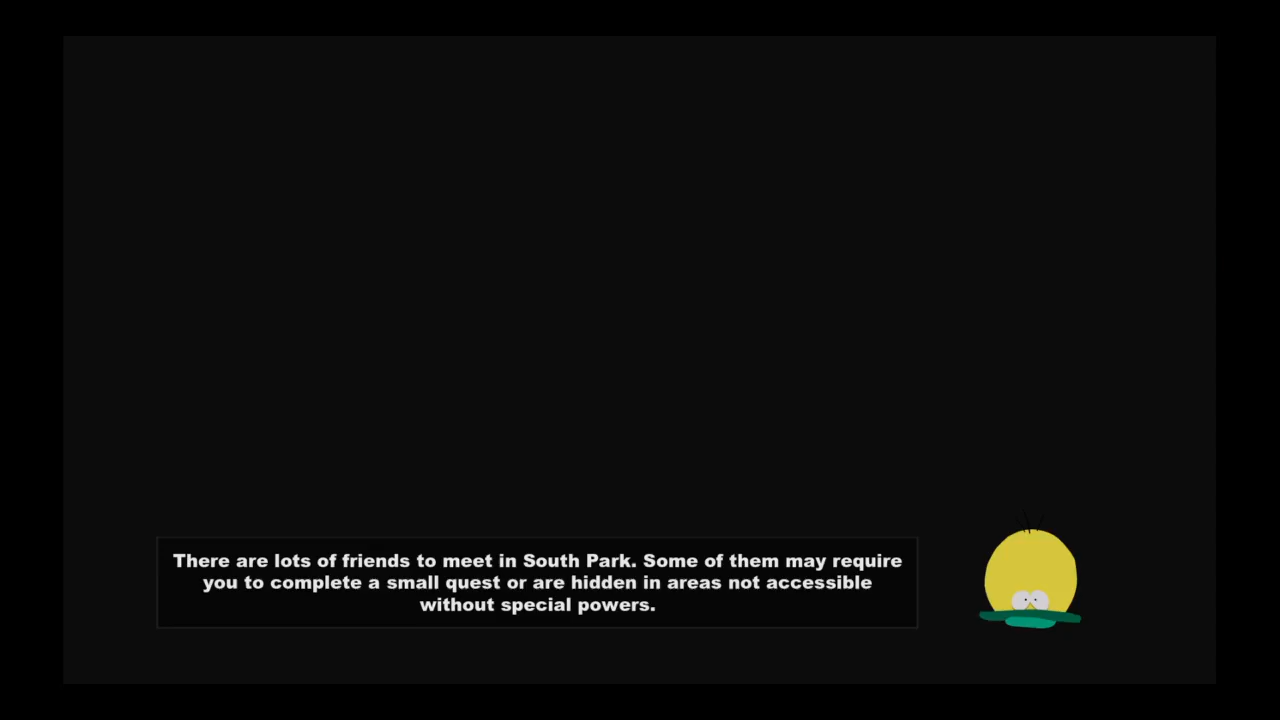 There are lots of friends to meet in South Park. Some of them may require
you to complete a small quest or are hidden in areas not accessible
without special powers.